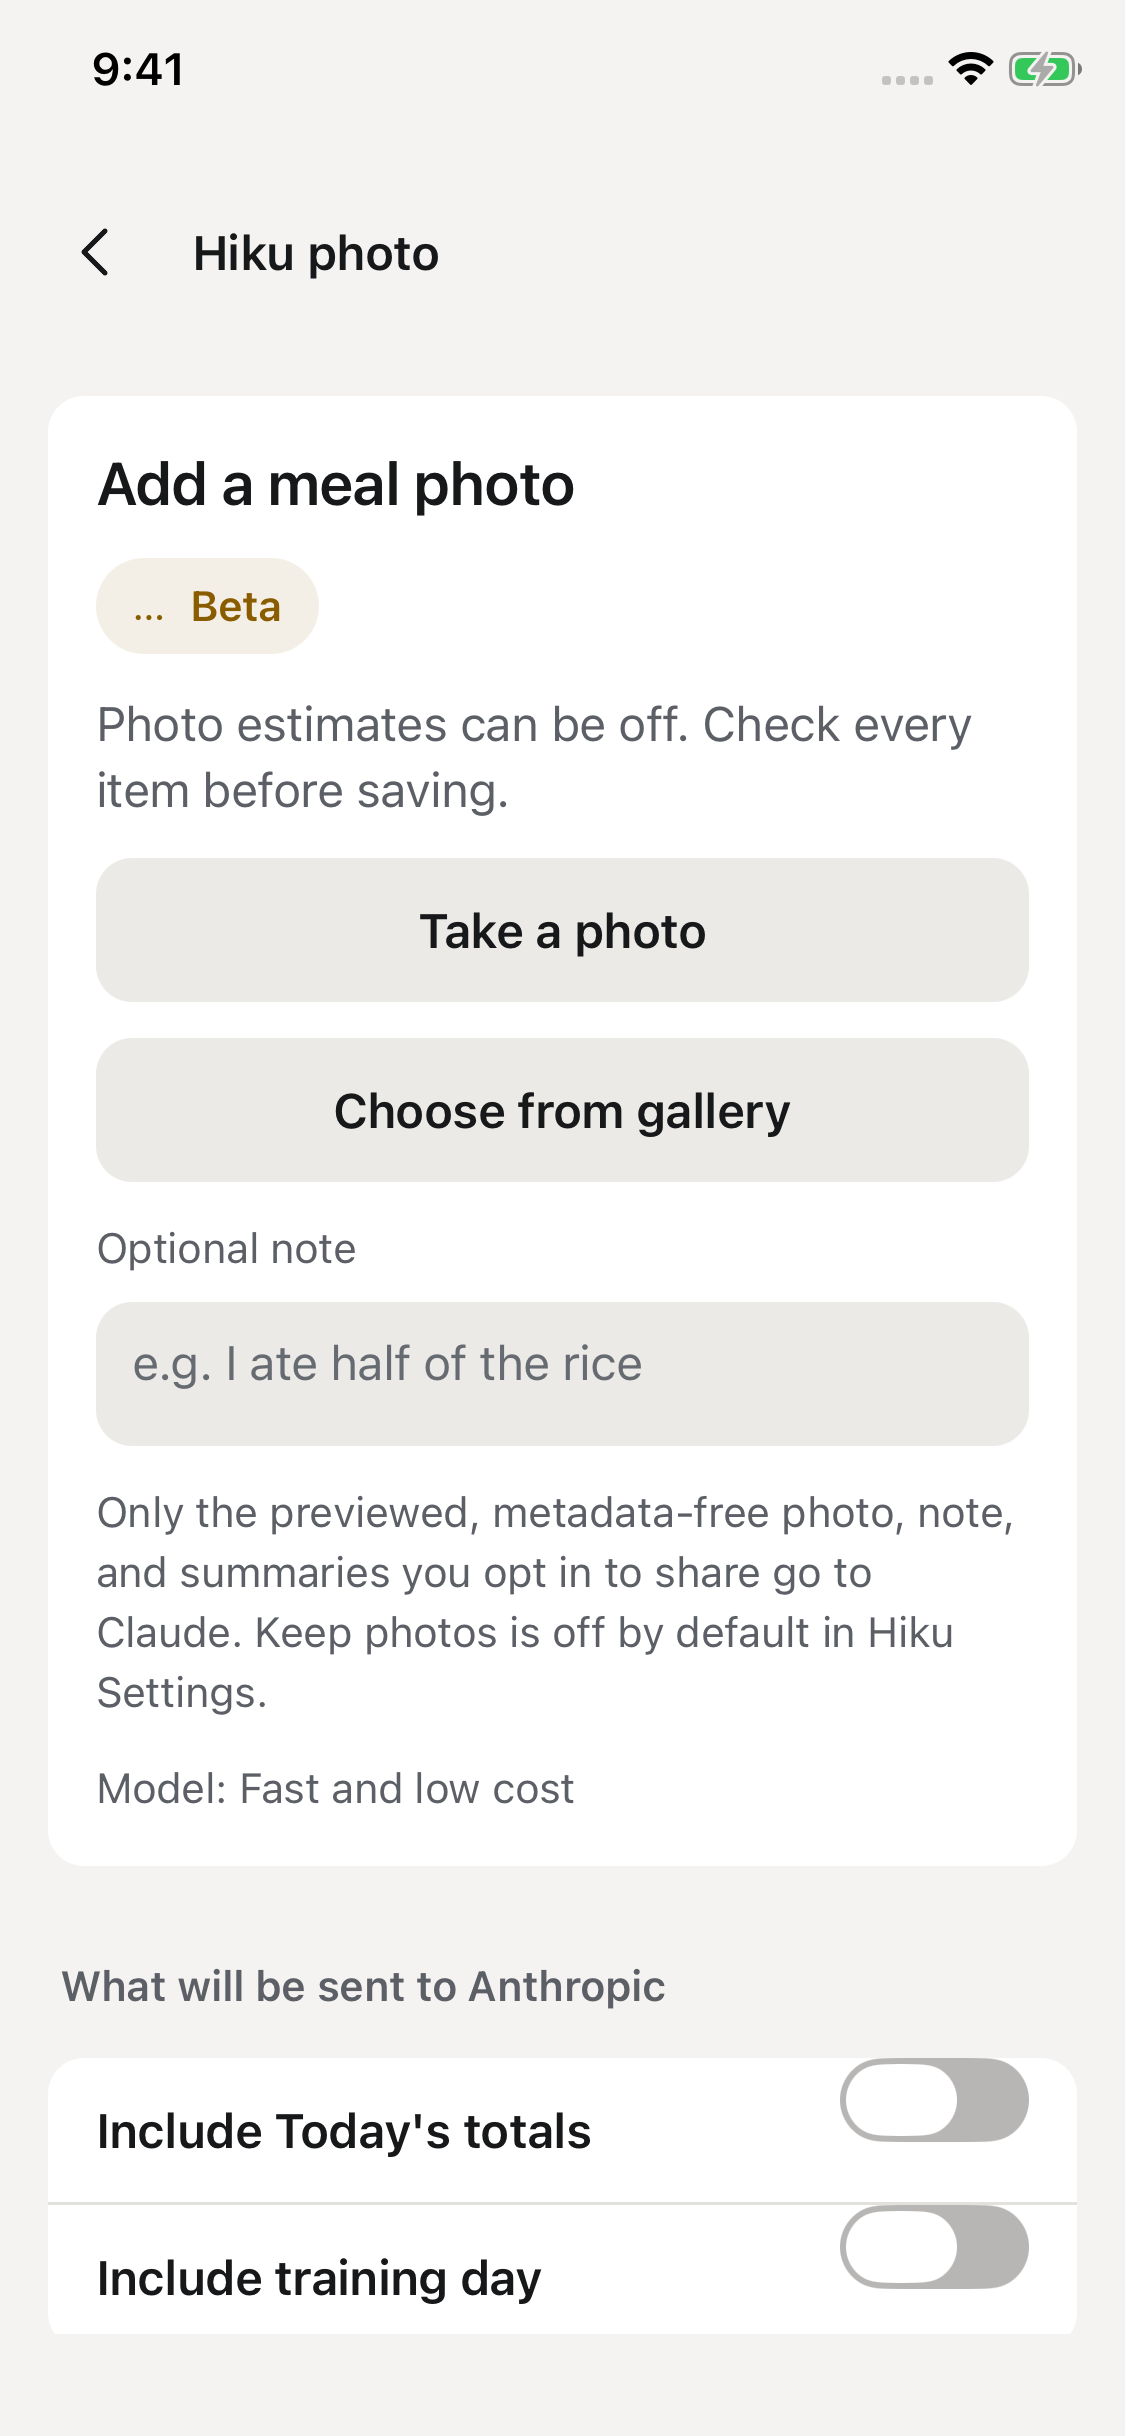 9:41
Hiku photo
Add a meal photo
... Beta
Photo estimates can be off. Check every
item before saving.
Take a photo
Choose from gallery
Optional note
e.g. I ate half of the rice
Only the previewed, metadata-free photo, note,
and summaries you opt in to share go to
Claude. Keep photos is off by default in Hiku
Settings.
Model: Fast and low cost
What will be sent to Anthropic
Include Today's totals
Include training day